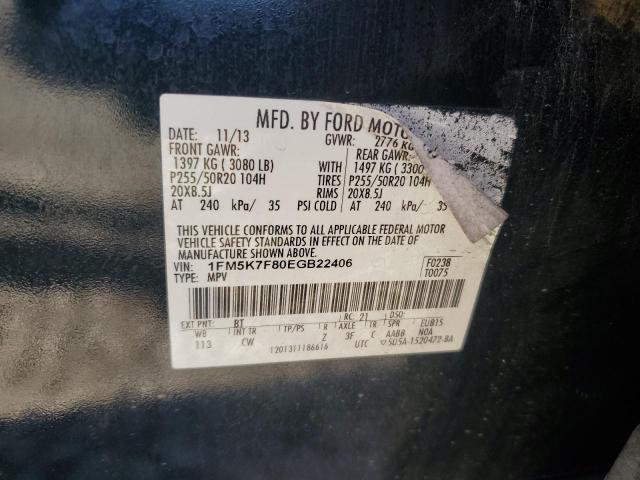 MFD. BY FORD MOTO
DATE: 11/13 GVWR: 2776 KG
FRONT GAWR: REAR GAWR:
1397 KG ( 3080 LB) WITH 1497 KG ( 3300
P255/50R20 104H TIRES P255/50R20 104H
20X8.5J RIMS 20X8.5J
AT 240 kPa/ 35 PSI COLD AT 240 kPa/ 35
THIS VEHICLE CONFORMS TO ALL APPLICABLE FEDERAL MOTOR
VEHICLE SAFETY STANDARDS IN EFFECT ON THE DATE OF
MANUFACTURE SHOWN ABOVE.
VIN: 1FM5K7F80EGB22406 F0238
TYPE: MPV T0075
EXT PNT: BT RC: 21 DSO:
WB INT TR TP/PS R AXLE TR SPR EUB15
113 CW Z 3F C AABB NOA
1201311186616 UTC 5U5A-1520472-BA